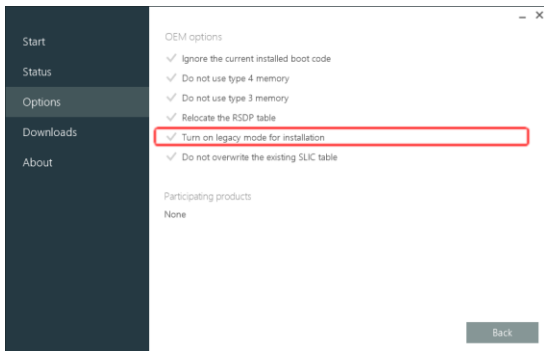 Start
Status
Options
Downloads
About
OEM options
Ignore the current installed boot code
Do not use type 4 memory
Do not use type 3 memory
Relocate the RSDP table
Turn on legacy mode for installation
Do not overwrite the existing SLIC table
Participating products
None
Back